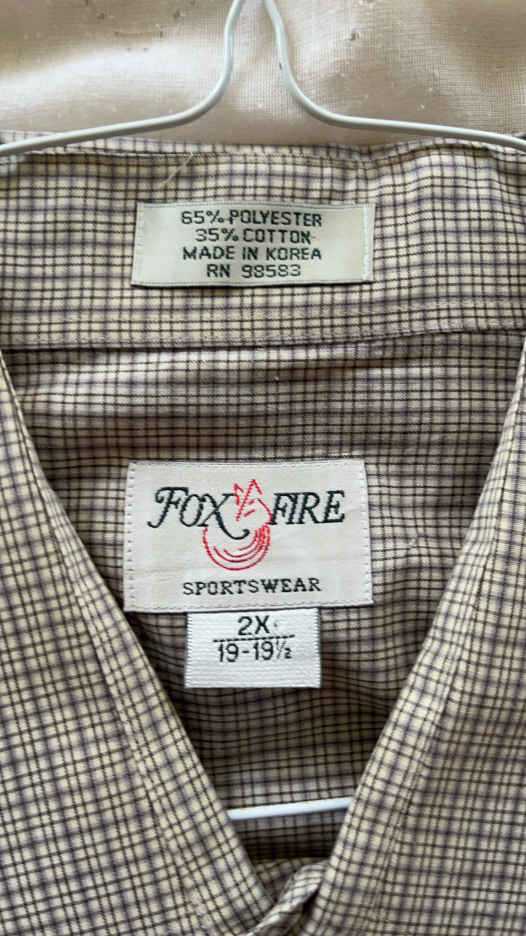 65% POLYESTER
35% COTTON
MADE IN KOREA
RN 98583
FOX FIRE
SPORTSWEAR
2X
19-19½